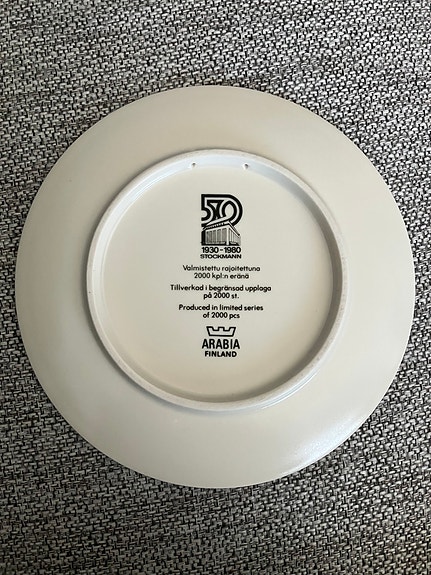 50
1930-1980
STOCKMANN
Valmistettu rajoitettuna
2000 kpl:n eränä
Tillverkad i begränsad upplaga
på 2000 st.
Produced in limited series
of 2000 pcs
ARABIA
FINLAND